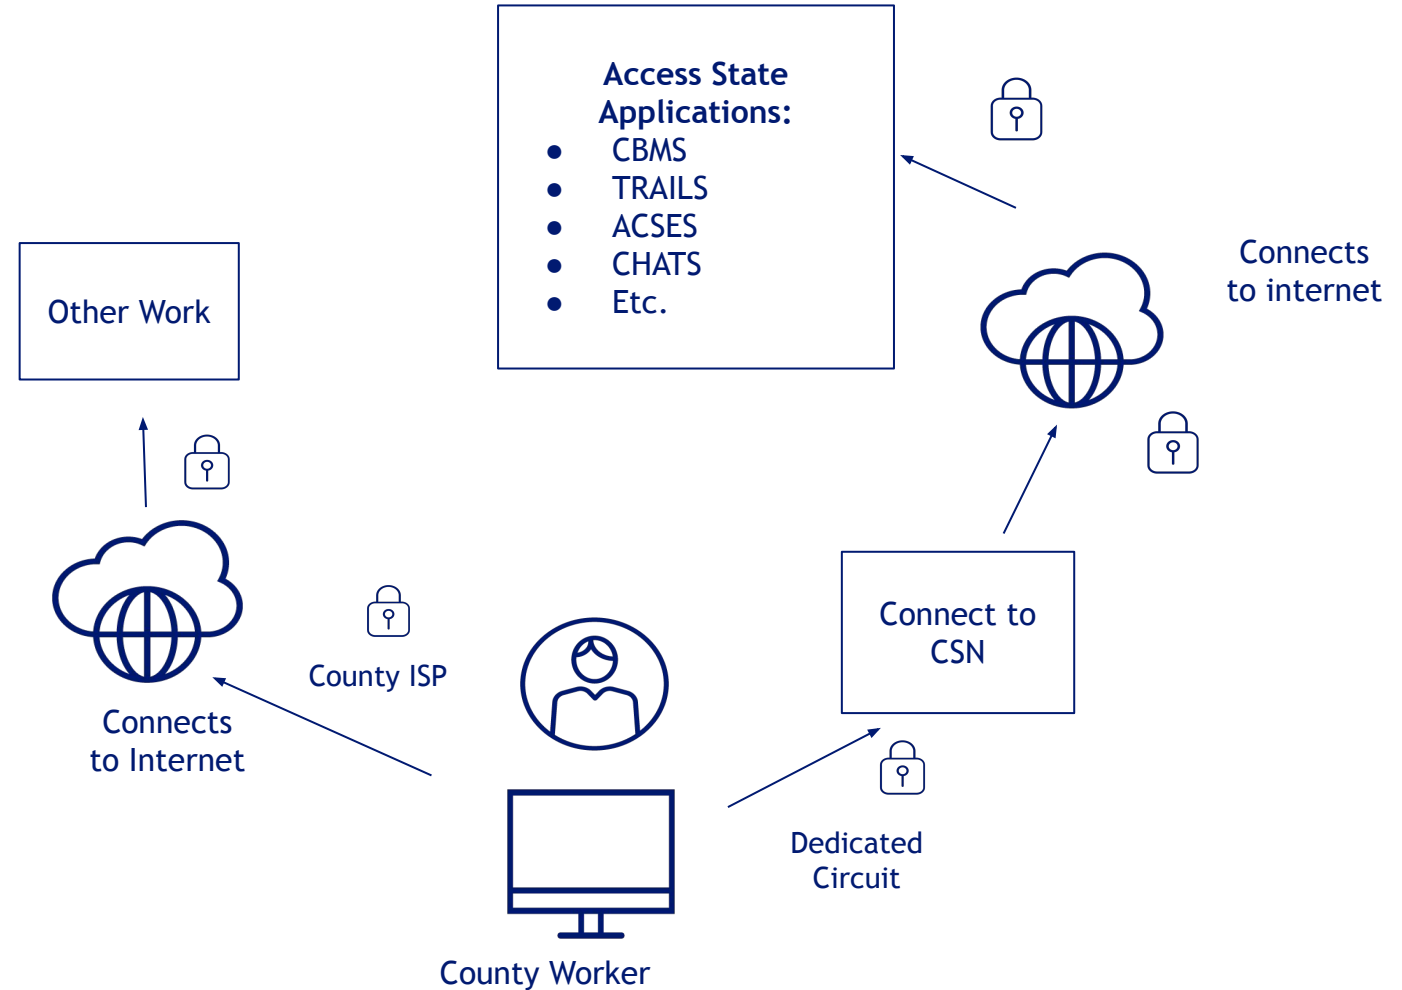 Access State
Applications:
● CBMS
● TRAILS
● ACSES
● CHATS
● Etc.
Connects
to internet
Other Work
Connect to
CSN
County ISP
Connects
to Internet
Dedicated
Circuit
County Worker